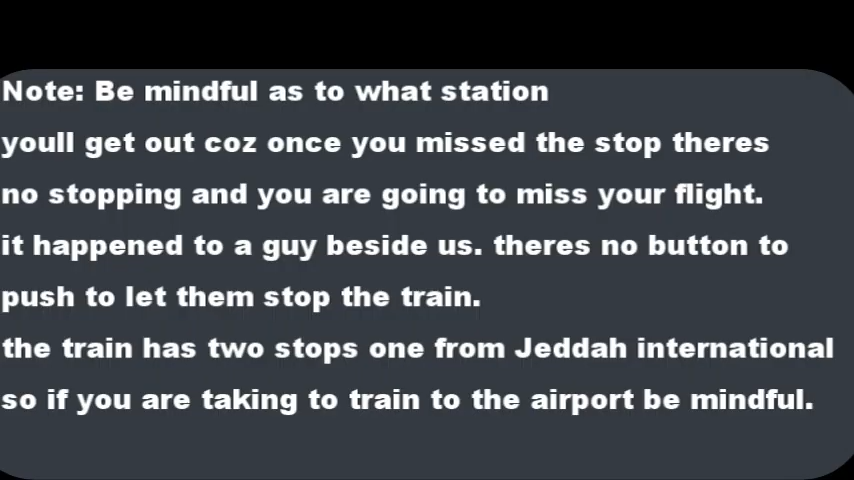 Note: Be mindful as to what station
youll get out coz once you missed the stop theres
no stopping and you are going to miss your flight.
it happened to a guy beside us. theres no button to
push to let them stop the train.
the train has two stops one from Jeddah international
so if you are taking to train to the airport be mindful.